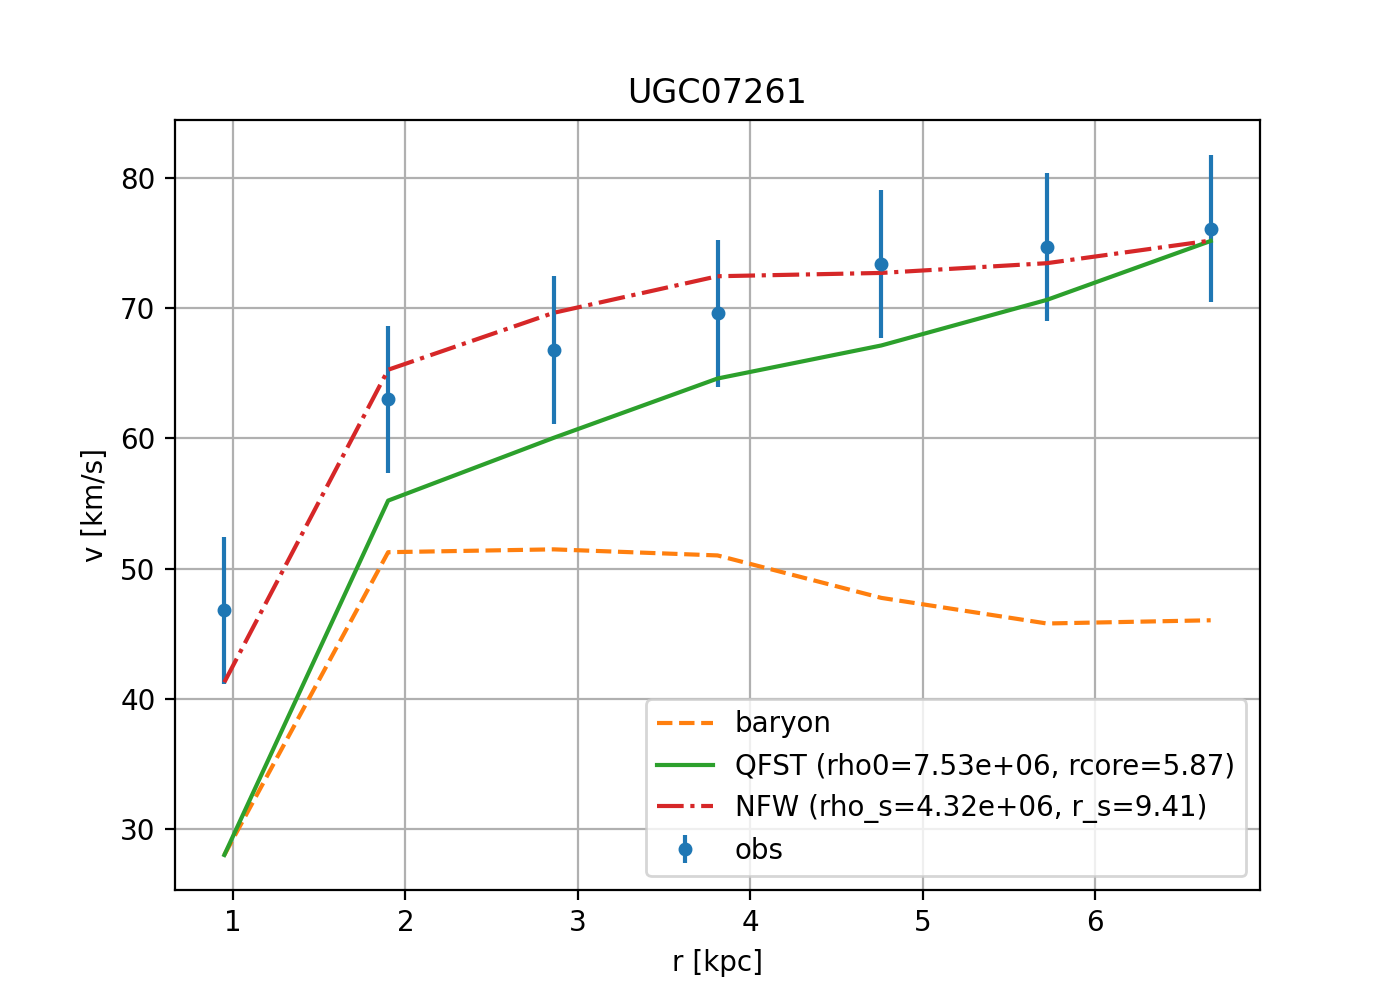 UGC07261
80
70
60
50
40
30
v [km/s]
baryon
QFST (rho0=7.53e+06, rcore=5.87)
NFW (rho_s=4.32e+06, r_s=9.41)
obs
1 2 3 4 5 6
r [kpc]